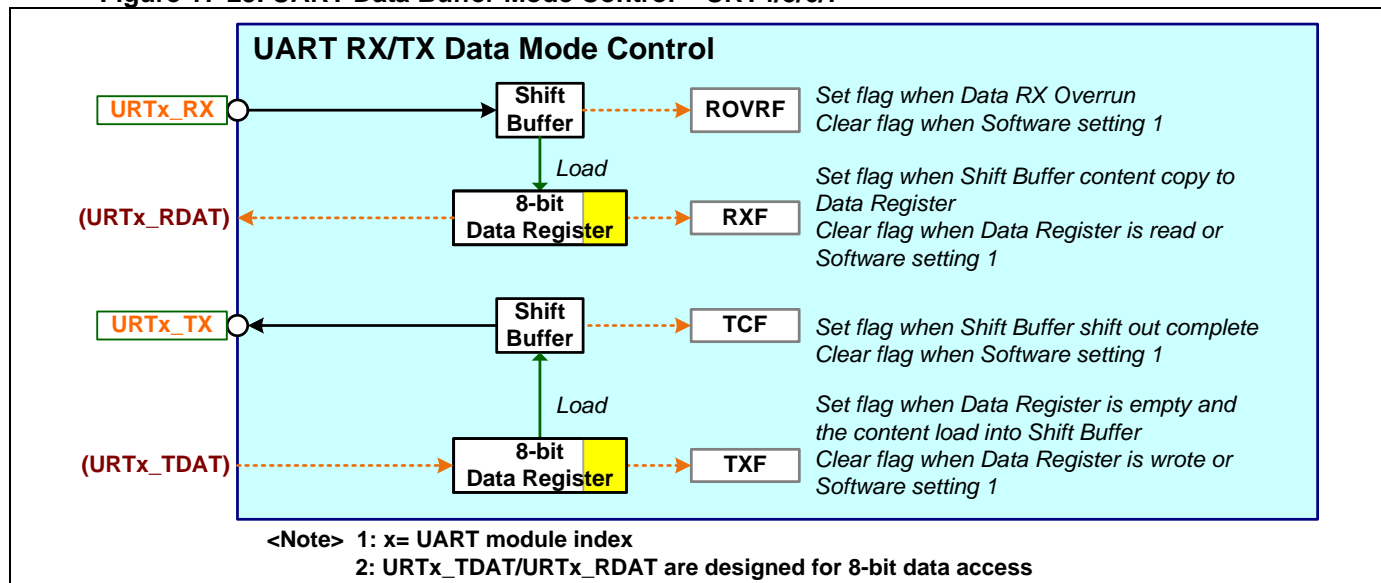 UART RX/TX Data Mode Control
URTx_RX
Shift
Buffer
ROVRF
Set flag when Data RX Overrun
Clear flag when Software setting 1
Load
(URTx_RDAT)
8-bit
Data Register
RXF
Set flag when Shift Buffer content copy to
Data Register
Clear flag when Data Register is read or
Software setting 1
URTx_TX
Shift
Buffer
TCF
Set flag when Shift Buffer shift out complete
Clear flag when Software setting 1
Load
(URTx_TDAT)
8-bit
Data Register
TXF
Set flag when Data Register is empty and
the content load into Shift Buffer
Clear flag when Data Register is wrote or
Software setting 1
<Note> 1: x= UART module index
2: URTx_TDAT/URTx_RDAT are designed for 8-bit data access